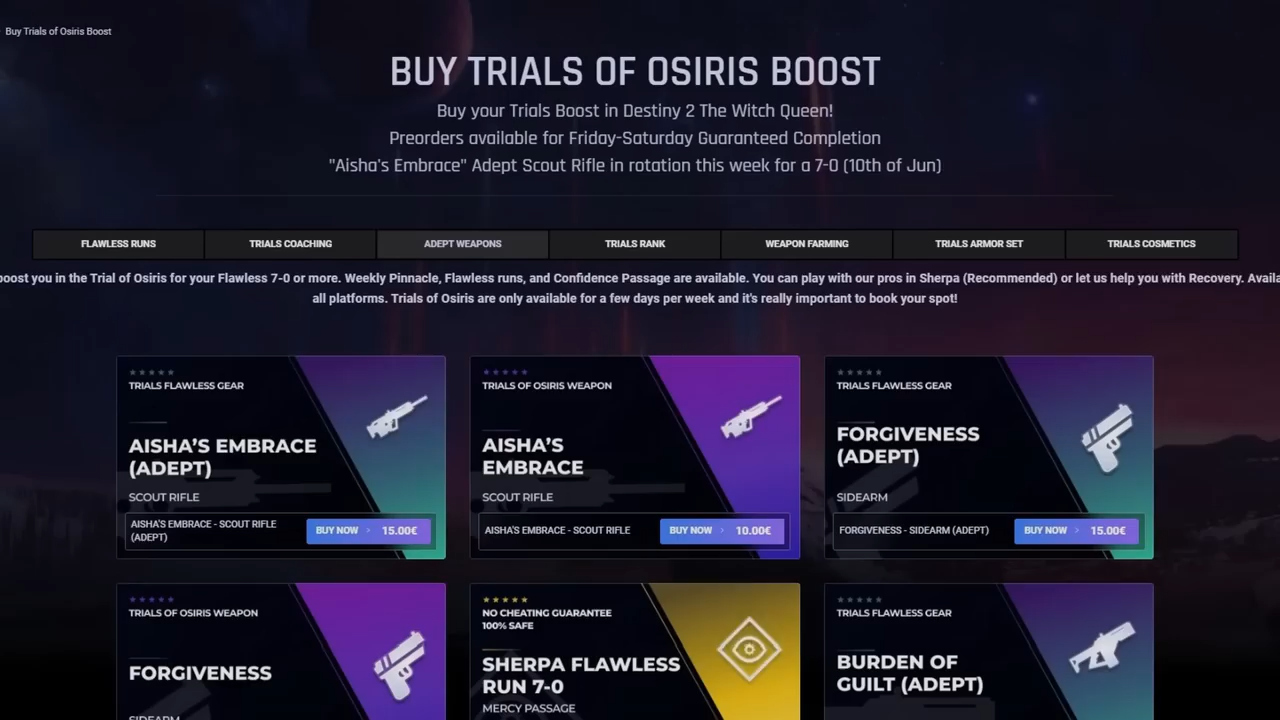 Buy Trials of Osiris Boost
BUY TRIALS OF OSIRIS BOOST
Buy your Trials Boost in Destiny 2 The Witch Queen!
Preorders available for Friday-Saturday Guaranteed Completion
"Aisha's Embrace" Adept Scout Rifle in rotation this week for a 7-0 (10th of Jun)
FLAWLESS RUNS
TRIALS COACHING
ADEPT WEAPONS
TRIALS RANK
WEAPON FARMING
TRIALS ARMOR SET
TRIALS COSMETICS
boost you in the Trial of Osiris for your Flawless 7-0 or more. Weekly Pinnacle, Flawless runs, and Confidence Passage are available. You can play with our pros in Sherpa (Recommended) or let us help you with Recovery.
all platforms. Trials of Osiris are only available for a few days per week and it's really important to book your spot!
TRIALS FLAWLESS GEAR
AISHA'S EMBRACE
(ADEPT)
SCOUT RIFLE
AISHA'S EMBRACE - SCOUT RIFLE
(ADEPT)
BUY NOW > 15.00€
TRIALS OF OSIRIS WEAPON
AISHA'S
EMBRACE
SCOUT RIFLE
AISHA'S EMBRACE - SCOUT RIFLE
BUY NOW > 10.00€
TRIALS FLAWLESS GEAR
FORGIVENESS
(ADEPT)
SIDEARM
FORGIVENESS - SIDEARM (ADEPT)
BUY NOW > 15.00€
TRIALS OF OSIRIS WEAPON
FORGIVENESS
SIDEARM
NO CHEATING GUARANTEE
100% SAFE
SHERPA FLAWLESS
RUN 7-0
MERCY PASSAGE
TRIALS FLAWLESS GEAR
BURDEN OF
GUILT (ADEPT)